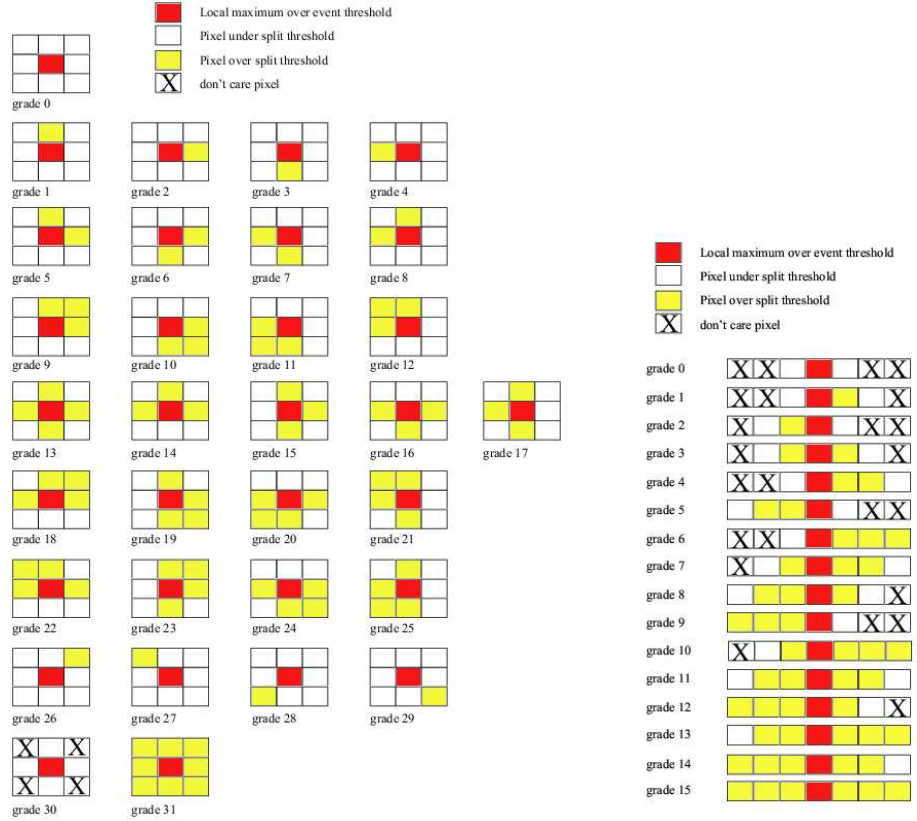 Local maximum over event threshold
Pixel under split threshold
Pixel over split threshold
X don't care pixel
grade 0
grade 1 grade 2 grade 3 grade 4
grade 5 grade 6 grade 7 grade 8
grade 9 grade 10 grade 11 grade 12
grade 13 grade 14 grade 15 grade 16 grade 17
grade 18 grade 19 grade 20 grade 21
grade 22 grade 23 grade 24 grade 25
grade 26 grade 27 grade 28 grade 29
X X
X X
grade 30 grade 31
Local maximum over event threshold
Pixel under split threshold
Pixel over split threshold
X don't care pixel
grade 0 X X X X
grade 1 X X X
grade 2 X X X
grade 3 X X
grade 4 X X
grade 5 X X
grade 6 X X
grade 7 X
grade 8 X
grade 9 X X
grade 10 X
grade 11
grade 12 X
grade 13
grade 14
grade 15